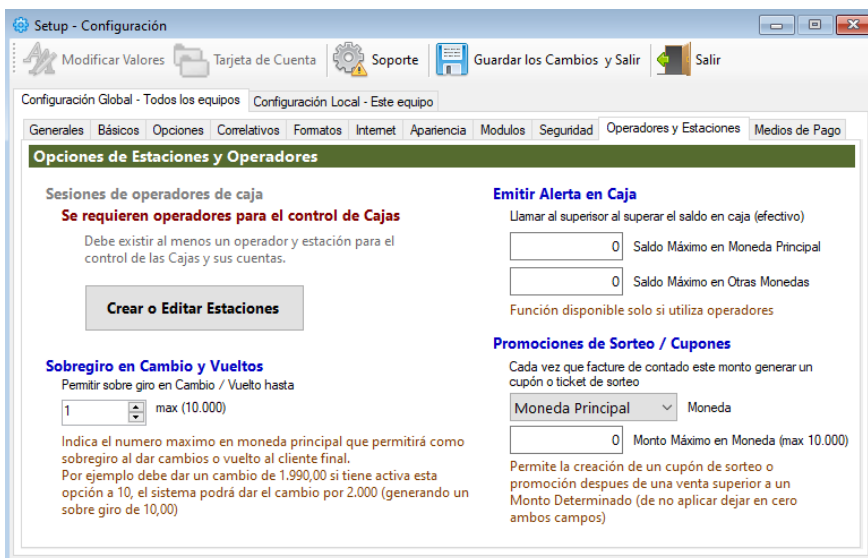 Setup - Configuración
Modificar Valores Tarjeta de Cuenta Soporte Guardar los Cambios y Salir Salir
Configuración Global - Todos los equipos Configuración Local - Este equipo
Generales Básicos Opciones Correlativos Formatos Internet Apariencia Modulos Seguridad Operadores y Estaciones Medios de Pago
Opciones de Estaciones y Operadores
Sesiones de operadores de caja
Se requieren operadores para el control de Cajas
Debe existir al menos un operador y estación para el
control de las Cajas y sus cuentas.
Crear o Editar Estaciones
Sobregiro en Cambio y Vueltos
Permitir sobre giro en Cambio / Vuelto hasta
1 max (10.000)
Indica el numero maximo en moneda principal que permitirá como
sobregiro al dar cambios o vuelto al cliente final.
Por ejemplo debe dar un cambio de 1.990,00 si tiene activa esta
opción a 10, el sistema podrá dar el cambio por 2.000 (generando un
sobre giro de 10,00)
Emitir Alerta en Caja
Llamar al superisor al superar el saldo en caja (efectivo)
0 Saldo Máximo en Moneda Principal
0 Saldo Máximo en Otras Monedas
Función disponible solo si utiliza operadores
Promociones de Sorteo / Cupones
Cada vez que facture de contado este monto generar un
cupón o ticket de sorteo
Moneda Principal Moneda
0 Monto Máximo en Moneda (max 10.000)
Permite la creación de un cupón de sorteo o
promoción despues de una venta superior a un
Monto Determinado (de no aplicar dejar en cero
ambos campos)